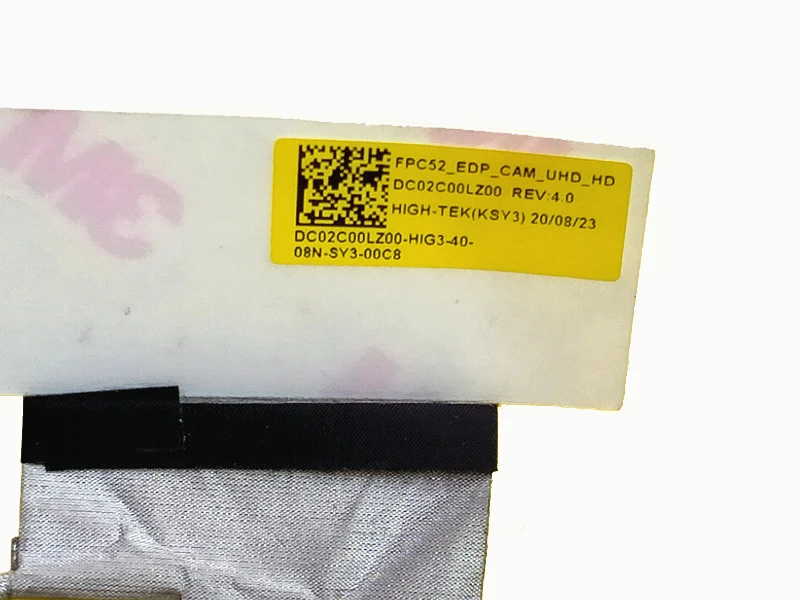 FPC52_EDP_CAM_UHD_HD
DC02C00LZ00 REV:4.0
HIGH-TEK(KSY3) 20/08/23
DC02C00LZ00-HIG3-40-
08N-SY3-00C8